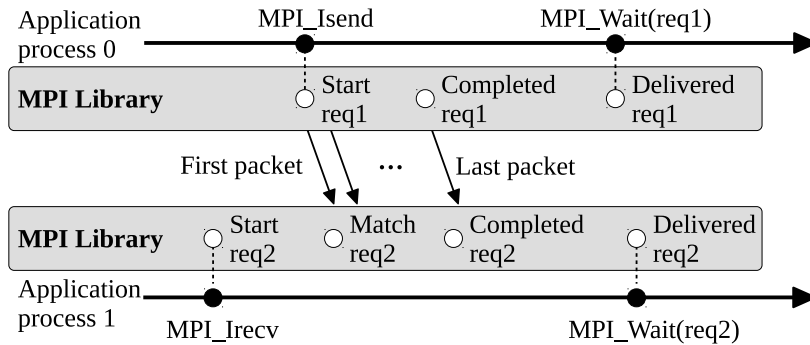 Application
process 0
MPI_Isend
MPI_Wait(req1)
MPI Library
Start
req1
Completed
req1
Delivered
req1
First packet
...
Last packet
MPI Library
Start
req2
Match
req2
Completed
req2
Delivered
req2
Application
process 1
MPI_Irecv
MPI_Wait(req2)